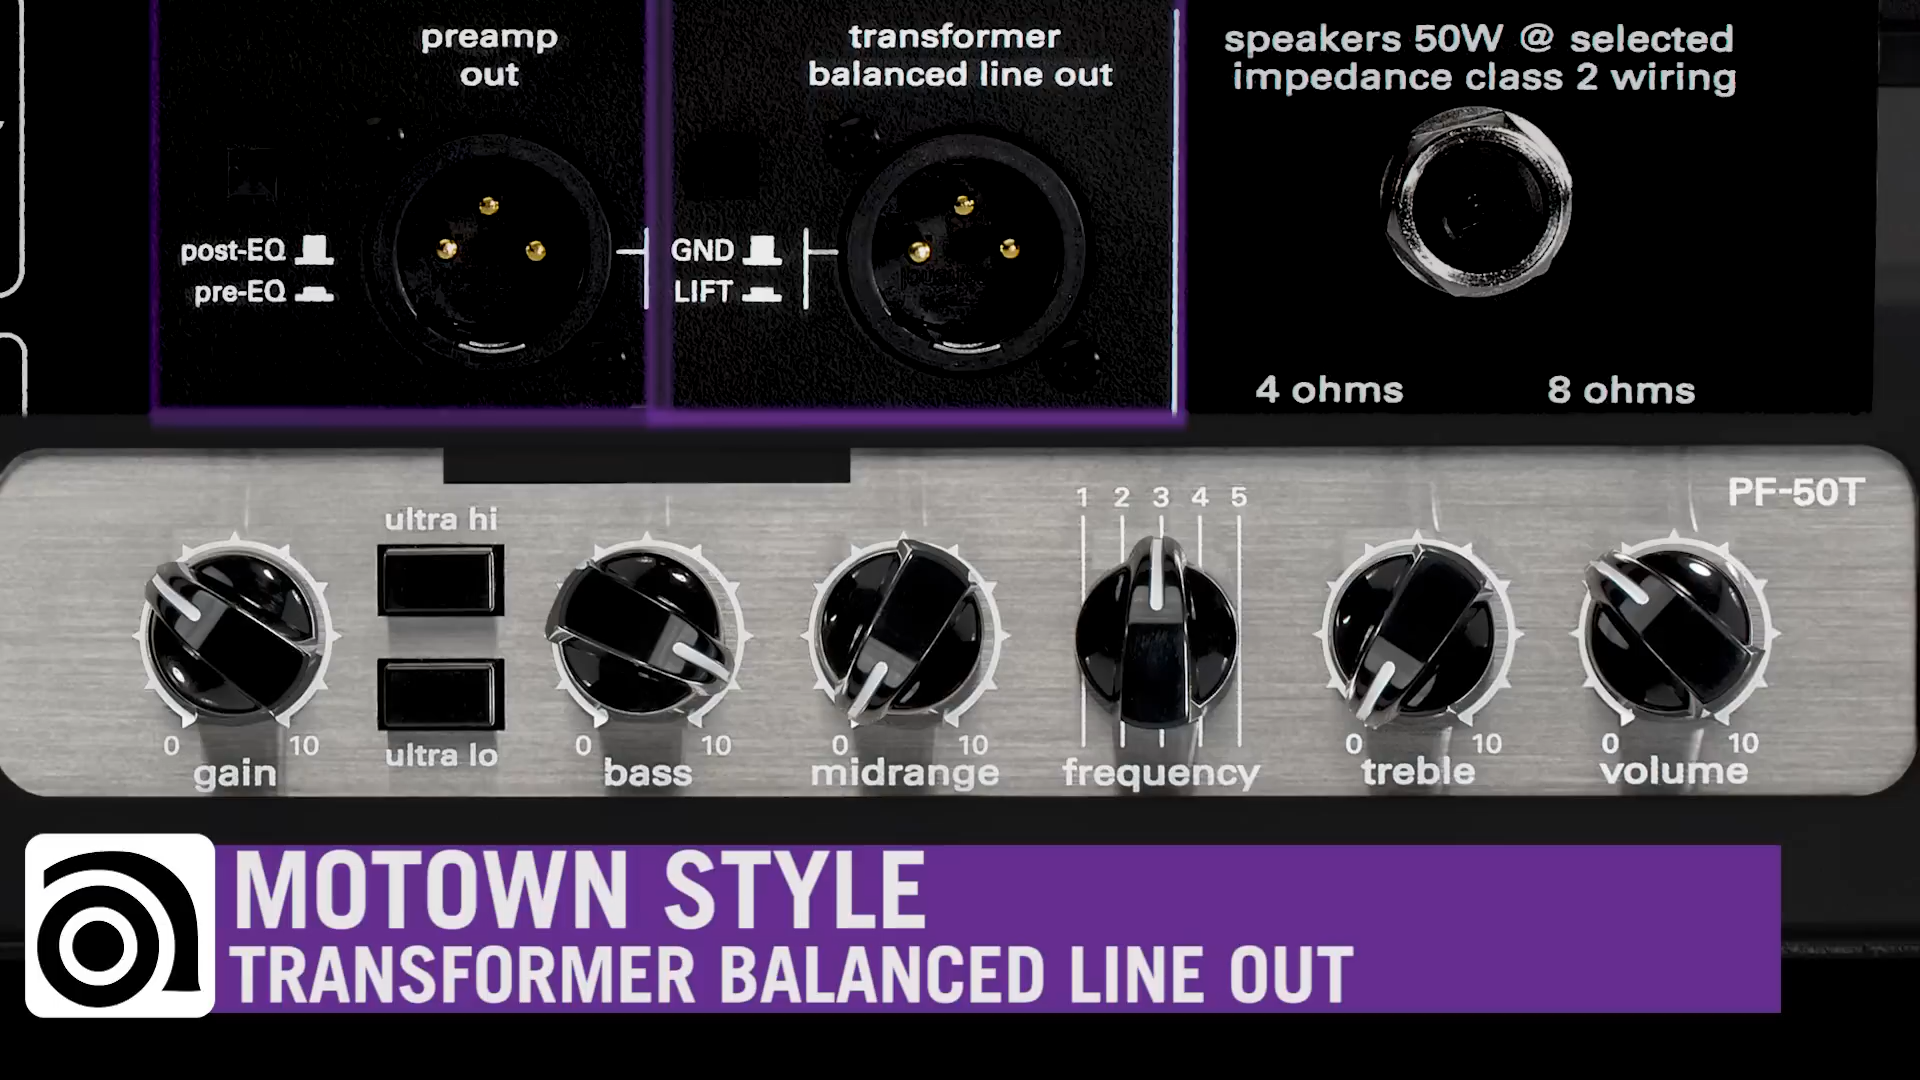 preamp
out
transformer
balanced line out
speakers 50W @ selected
impedance class 2 wiring
post-EQ
pre-EQ
GND
LIFT
4 ohms
8 ohms
PF-50T
1 2 3 4 5
ultra hi
ultra lo
0 10
gain
0 10
bass
0 10
midrange
frequency
0 10
treble
0 10
volume
MOTOWN STYLE
TRANSFORMER BALANCED LINE OUT